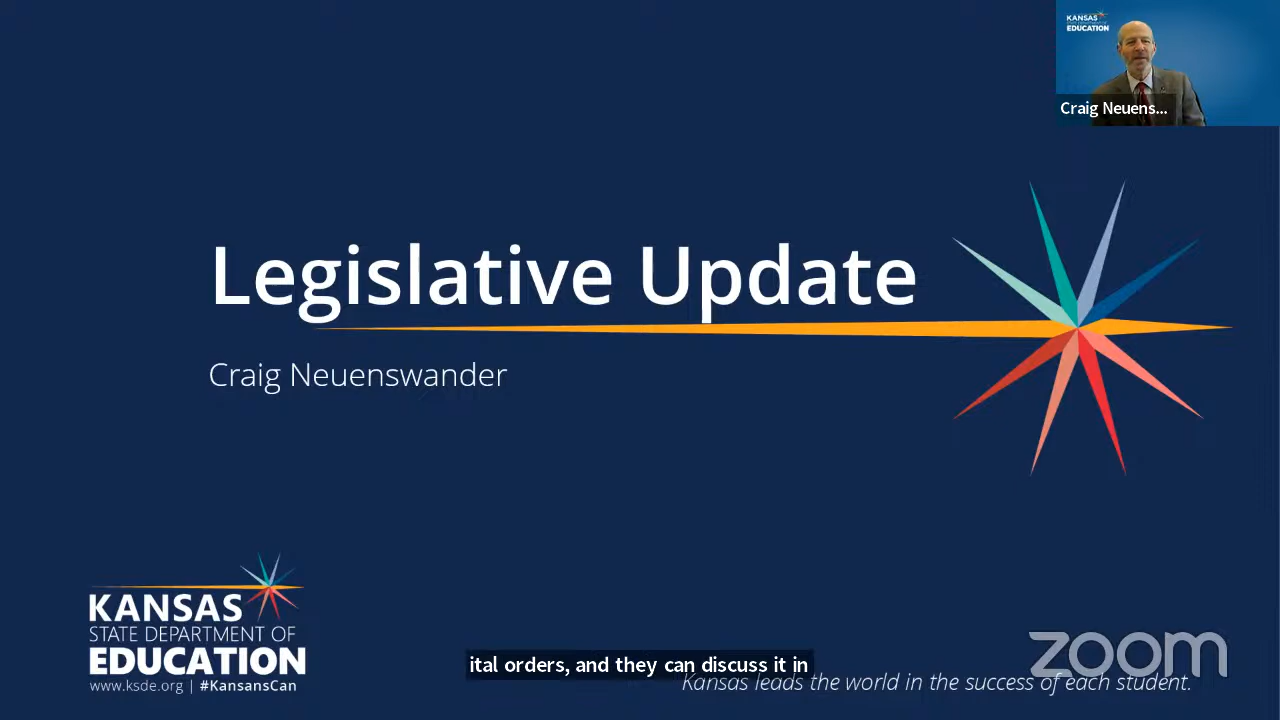 KANSAS
EDUCATION
Craig Neuens...
Legislative Update
Craig Neuenswander
KANSAS
STATE DEPARTMENT OF
EDUCATION
www.ksde.org | #KansansCan
ital orders, and they can discuss it in
Kansas leads the world in the success of each student.
zoom